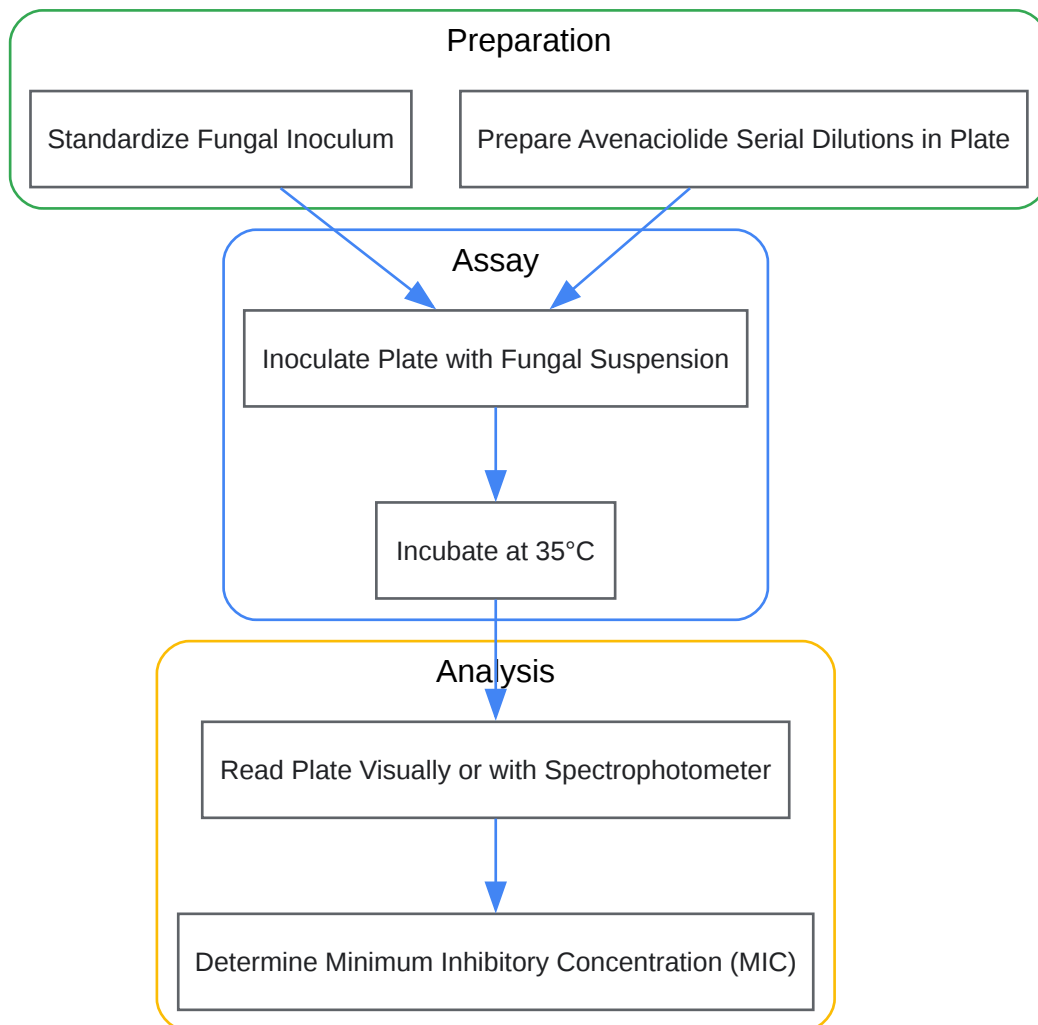 Preparation
Standardize Fungal Inoculum
Prepare Avenaciolide Serial Dilutions in Plate
Assay
Inoculate Plate with Fungal Suspension
Incubate at 35°C
Analysis
Read Plate Visually or with Spectrophotometer
Determine Minimum Inhibitory Concentration (MIC)